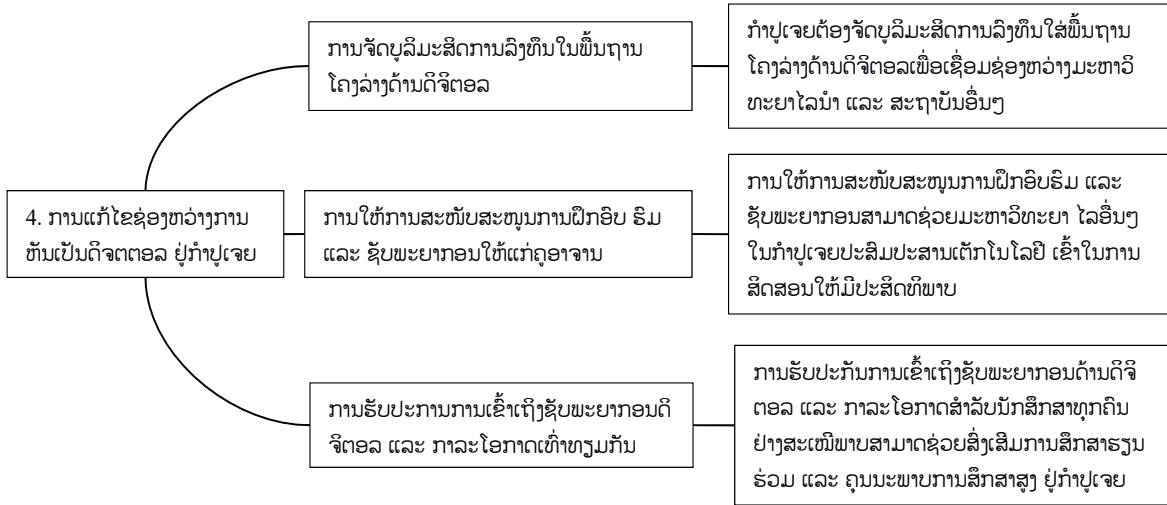 ການຈັດບູລິມະສິດການລົງທຶນໃນພື້ນຖານ
ໂຄງລ່າງດ້ານດິຈິຕອລ
ກຳປູເຈຍຕ້ອງຈັດບູລິມະສິດການລົງທຶນໃສ່ພື້ນຖານ
ໂຄງລ່າງດ້ານດິຈິຕອລເພື່ອເຊື່ອມຊ່ອງຫວ່າງມະຫາວິ
ທະຍາໄລນຳ ແລະ ສະຖາບັນອື່ນໆ
4. ການແກ້ໄຂຊ່ອງຫວ່າງການ
ຫັນເປັນດິຈຕຕອລ ຢູ່ກຳປູເຈຍ
ການໃຫ້ການສະໜັບສະໜູນການຝຶກອົບ ຮົມ
ແລະ ຊັບພະຍາກອນໃຫ້ແກ່ຄູອາຈານ
ການໃຫ້ການສະໜັບສະໜູນການຝຶກອົບຮົມ ແລະ
ຊັບພະຍາກອນສາມາດຊ່ວຍມະຫາວິທະຍາ ໄລອື່ນໆ
ໃນກຳປູເຈຍປະສົມປະສານເຕັກໂນໂລຢີ ເຂົ້າໃນການ
ສິດສອນໃຫ້ມີປະສິດທິພາບ
ການຮັບປະການການເຂົ້າເຖິງຊັບພະຍາກອນດິ
ຈິຕອລ ແລະ ກາລະໂອກາດເທົ່າທຽມກັນ
ການຮັບປະກັນການເຂົ້າເຖິງຊັບພະຍາກອນດ້ານດິຈິ
ຕອລ ແລະ ກາລະໂອກາດສຳລັບນັກສຶກສາທຸກຄົນ
ຢ່າງສະເໝີພາບສາມາດຊ່ວຍສົ່ງເສີມການສຶກສາຮຽນ
ຮ່ວມ ແລະ ຄຸນນະພາບການສຶກສາສູງ ຢູ່ກຳປູເຈຍ